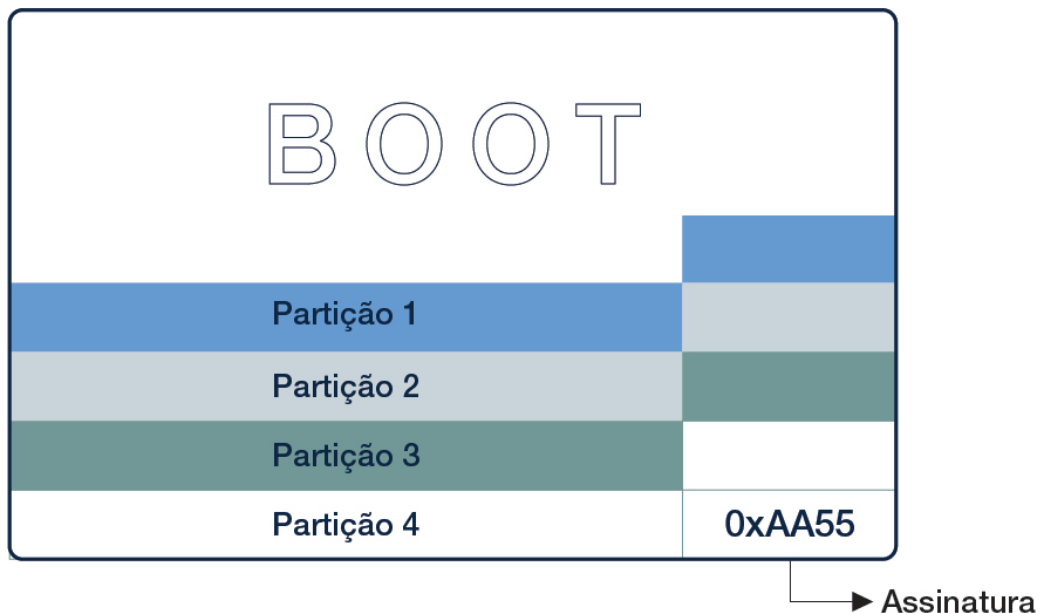 BOOT
Partição 1
Partição 2
Partição 3
Partição 4
0xAA55
Assinatura